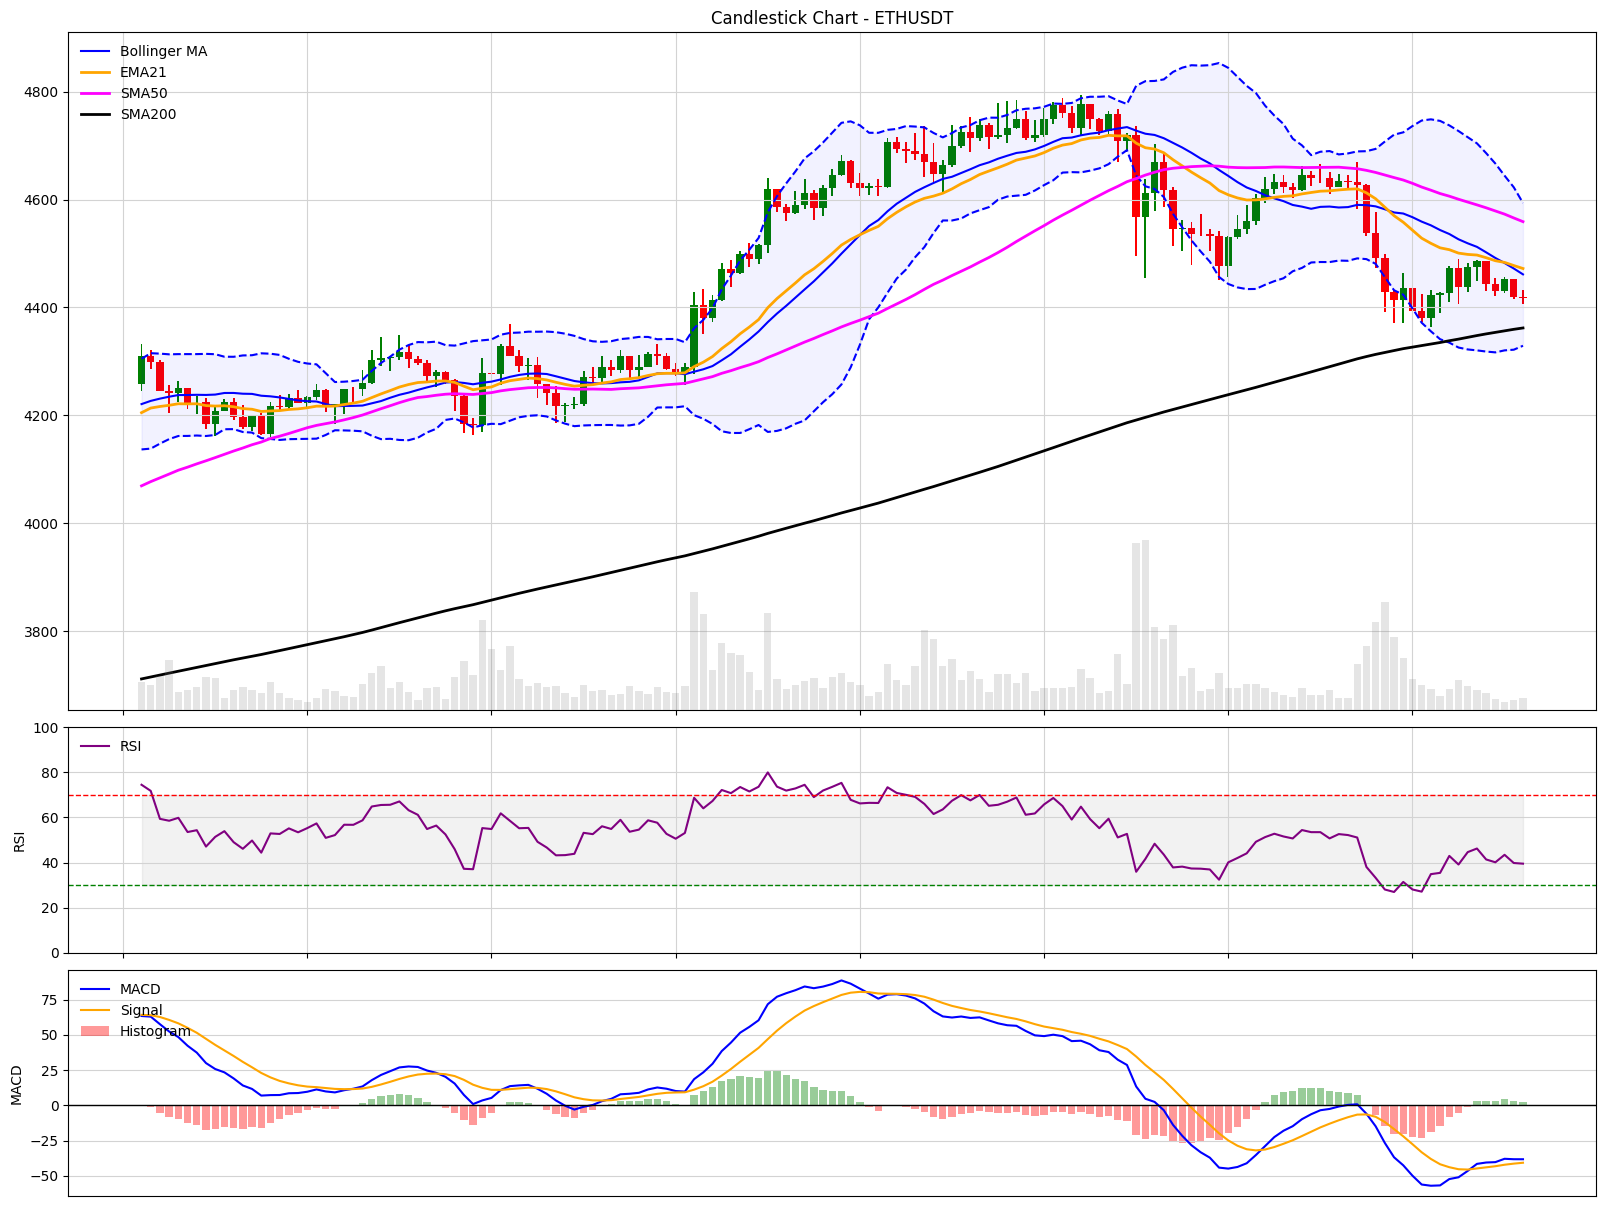 Candlestick Chart - ETHUSDT
Bollinger MA
EMA21
SMA50
SMA200
4800
4600
4400
4200
4000
3800
100
80
60
40
20
0
RSI
RSI
75
50
25
0
−25
−50
MACD
MACD
Signal
Histogram